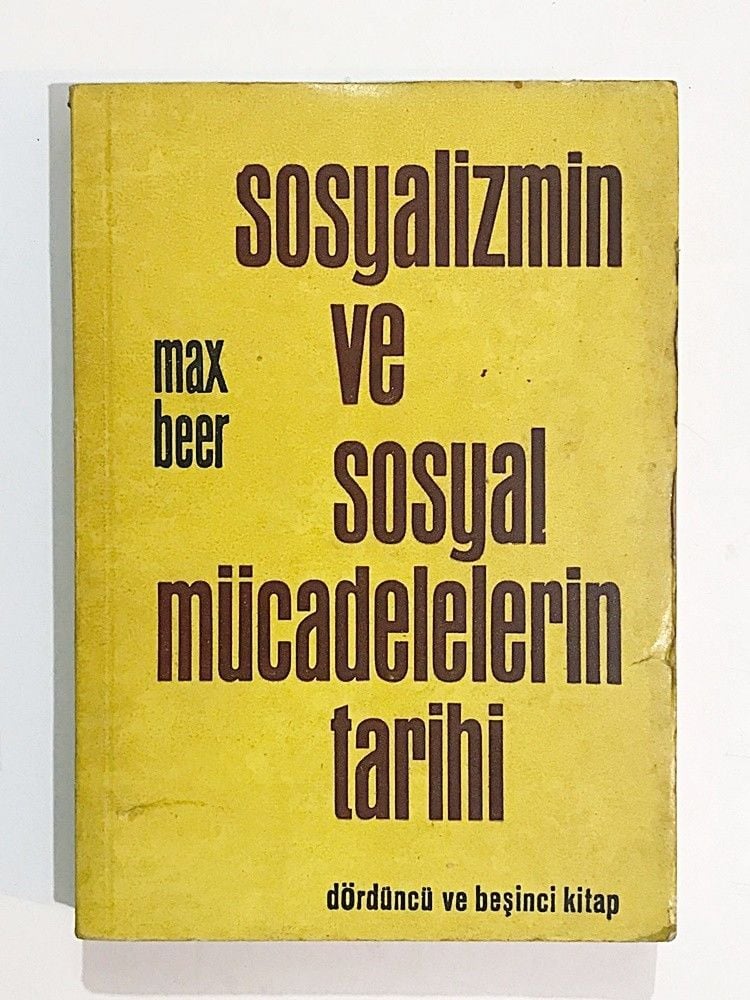 sosyalizmin
ve
max
beer
sosyal
mücadelelerin
tarihi
dördüncü ve beşinci kitap